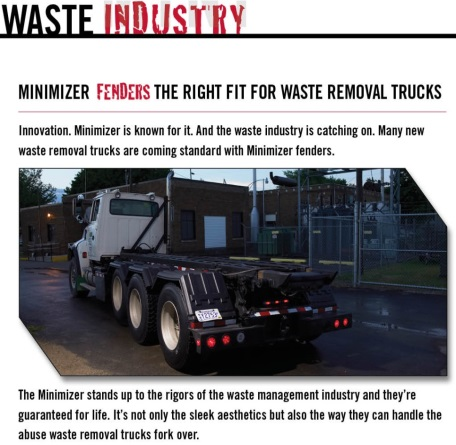 WASTE INDUSTRY
MINIMIZER FENDERS THE RIGHT FIT FOR WASTE REMOVAL TRUCKS
Innovation. Minimizer is known for it. And the waste industry is catching on. Many new
waste removal trucks are coming standard with Minimizer fenders.
The Minimizer stands up to the rigors of the waste management industry and they're
guaranteed for life. It's not only the sleek aesthetics but also the way they can handle the
abuse waste removal trucks fork over.